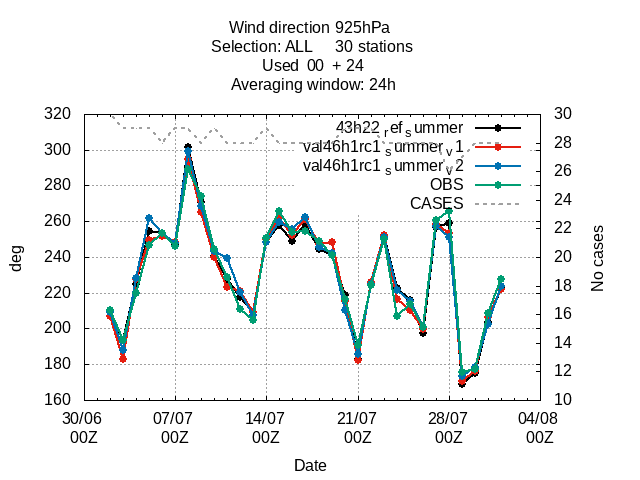 Wind direction 925hPa
Selection: ALL 30 stations
Used 00 + 24
Averaging window: 24h
320 30
300 28
280 26
260 24
240 22
220 20
200 18
180 16
160 14
12
10
43h22refsummer
val46h1rc1summerv1
val46h1rc1summerv2
OBS
CASES
deg
No cases
30/06 07/07 14/07 21/07 28/07 04/08
00Z 00Z 00Z 00Z 00Z 00Z
Date